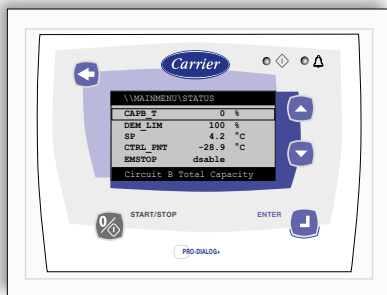 Carrier
\\MAINMENU\STATUS
CAPB_T 0 %
DEM_LIM 100 %
SP 4.2 °C
CTRL_PNT -28.9 °C
EMSTOP dsable
Circuit B Total Capacity
START/STOP ENTER
PRO-DIALOG+